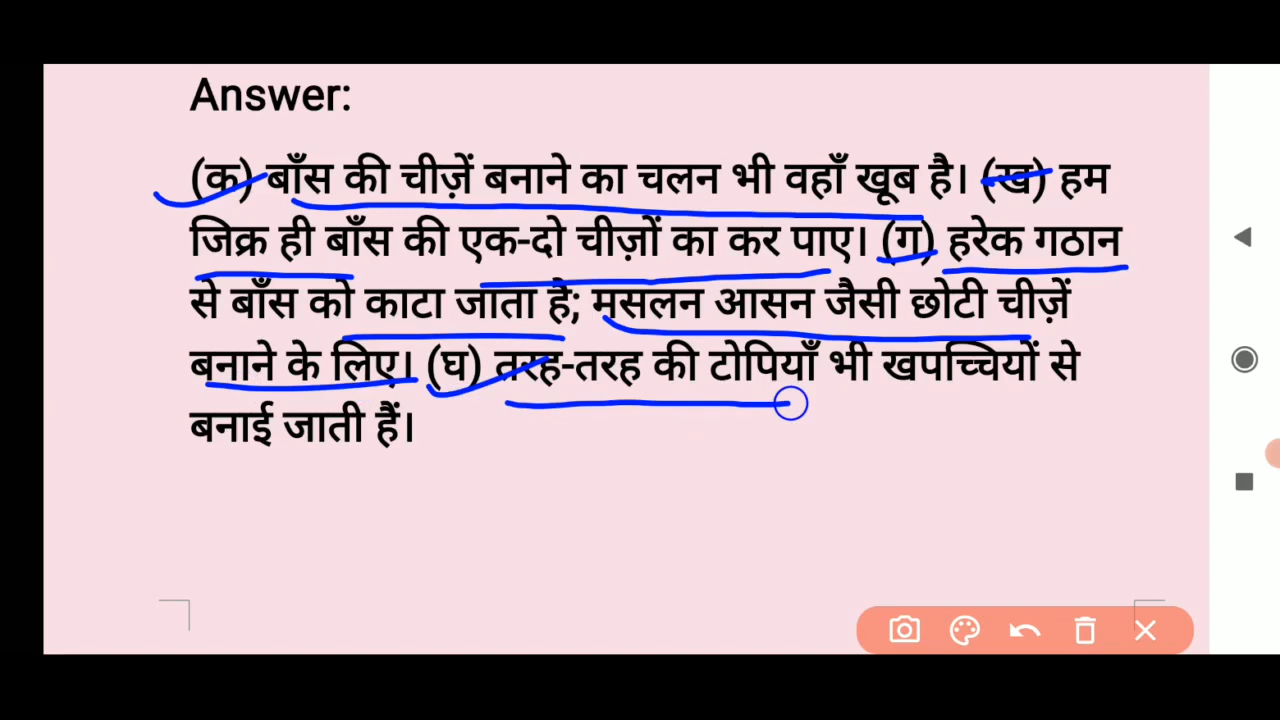 Answer:
(क) बाँस की चीज़ें बनाने का चलन भी वहाँ खूब है। (ख) हम
जिक्र ही बाँस की एक-दो चीज़ों का कर पाए। (ग) हरेक गठान
से बाँस को काटा जाता है; मसलन आसन जैसी छोटी चीज़ें
बनाने के लिए। (घ) तरह-तरह की टोपियाँ भी खपच्चियों से
बनाई जाती हैं।